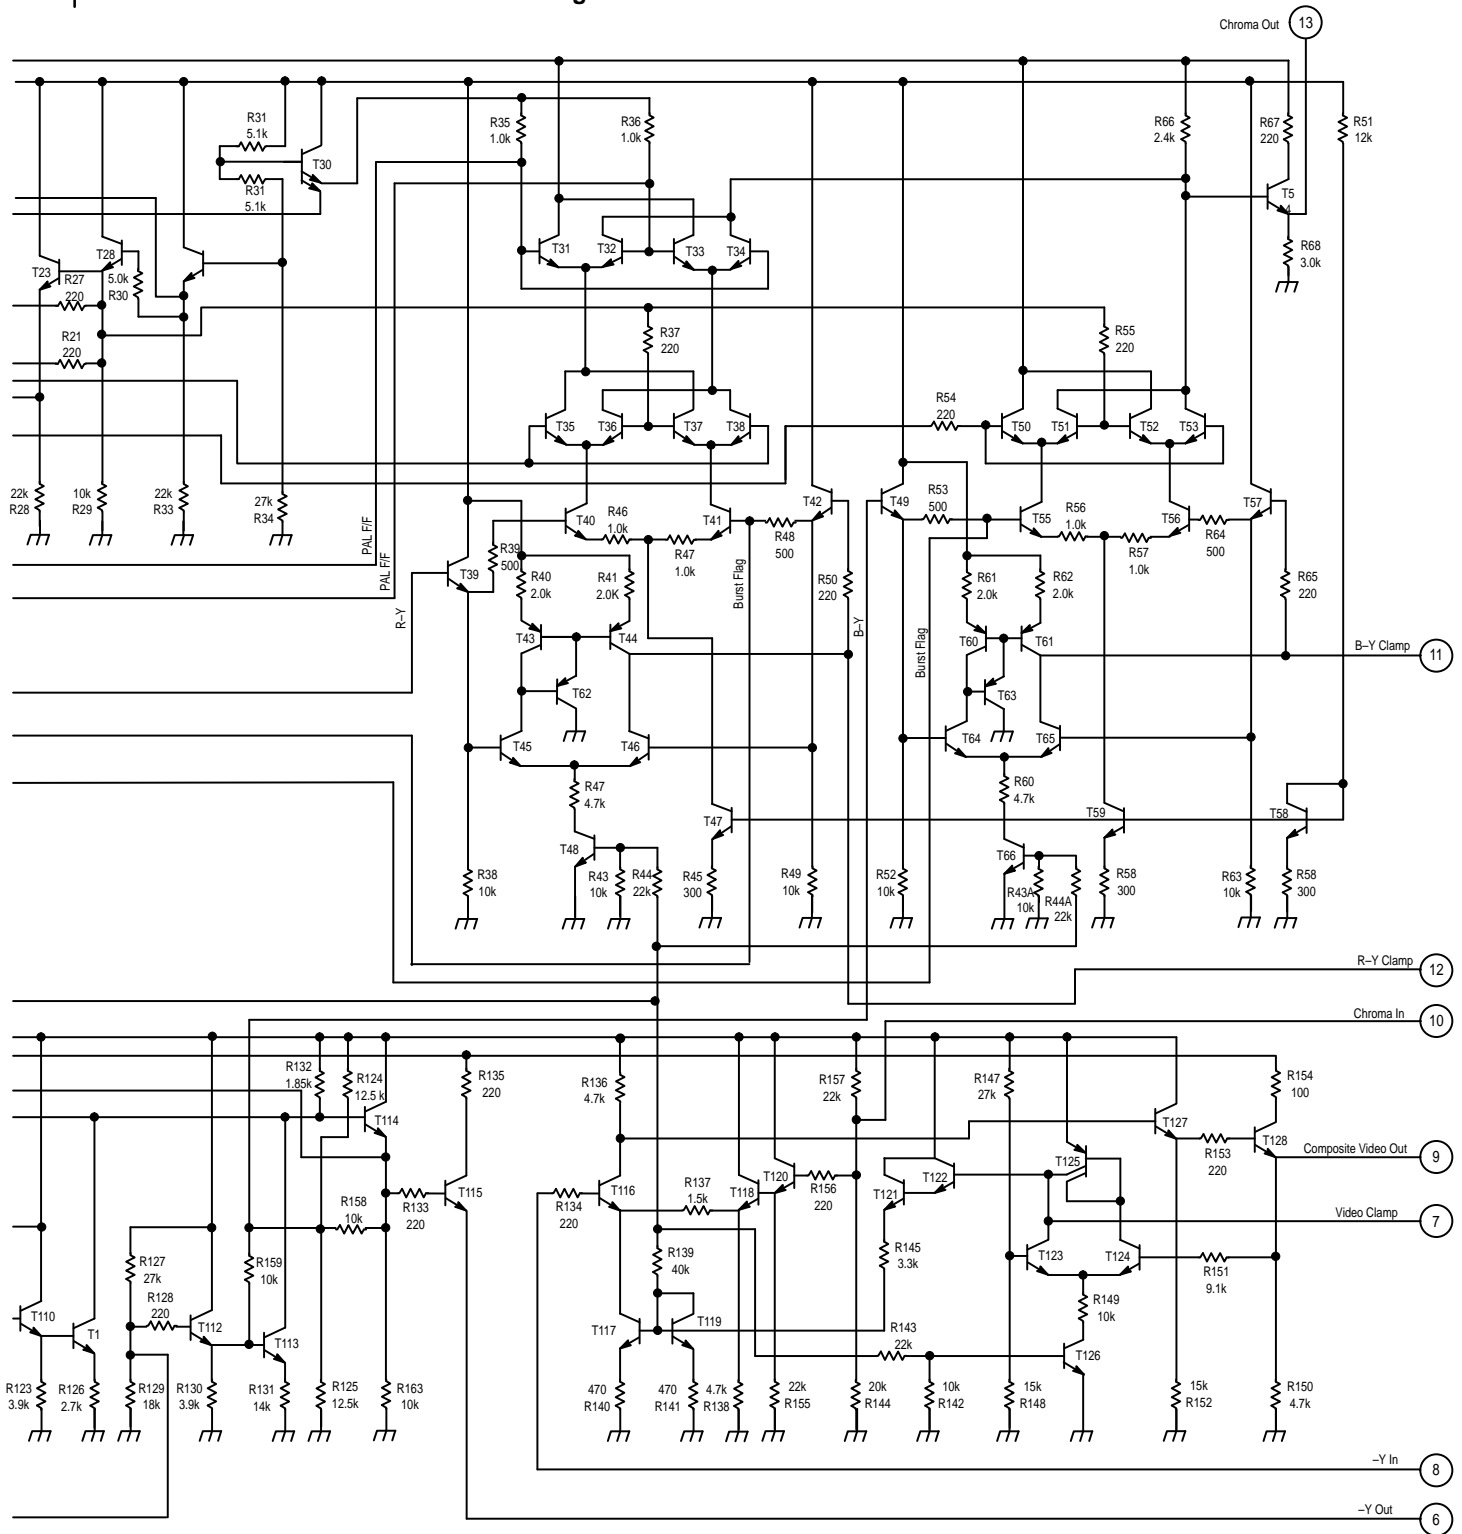 g
Chroma Out 13
R31
5.1k
T30
R31
5.1k
R35
1.0k
R36
1.0k
R66
2.4k
R67
220
R51
12k
T5
4
R68
3.0k
T31
T32
T33
T34
T23
T28
R27
220
5.0k
R30
R21
220
R37
220
R55
220
R54
220
T35
T36
T37
T38
T50
T51
T52
T53
22k
R28
10k
R29
22k
R33
27k
R34
PAL F/F
PAL F/F
R–Y
T39
R39
500
T40
R46
1.0k
R47
1.0k
T41
R48
500
T42
T49
R53
500
T55
R56
1.0k
R57
1.0k
T56
R64
500
T57
R40
2.0k
R41
2.0K
Burst Flag
R50
220
B–Y
R61
2.0k
R62
2.0k
R65
220
T43
T44
T60
T61
Burst Flag
B–Y Clamp 11
T62
T63
T45
T46
T64
T65
R47
4.7k
R60
4.7k
T47
T59
T58
T48
T66
R38
10k
R43
10k
R44
22k
R45
300
R49
10k
R52
10k
R43A
10k
R44A
22k
R58
300
R63
10k
R58
300
R–Y Clamp 12
Chroma In 10
R132
1.85k
R124
12.5 k
R135
220
R136
4.7k
R157
22k
R147
27k
R154
100
T114
T127
T128
R153
220
Composite Video Out 9
T125
R158
10k
R133
220
T115
R134
220
T116
R137
1.5k
T118
T120
R156
220
T121
T122
Video Clamp 7
R127
27k
R159
10k
R139
40k
R145
3.3k
T123
T124
R151
9.1k
R128
220
R149
10k
T110
T1
T112
T113
T117
T119
R143
22k
T126
R123
3.9k
R126
2.7k
R129
18k
R130
3.9k
R131
14k
R125
12.5k
R163
10k
470
R140
470
R141
4.7k
R138
22k
R155
20k
R144
10k
R142
15k
R148
15k
R152
R150
4.7k
–Y In 8
–Y Out 6